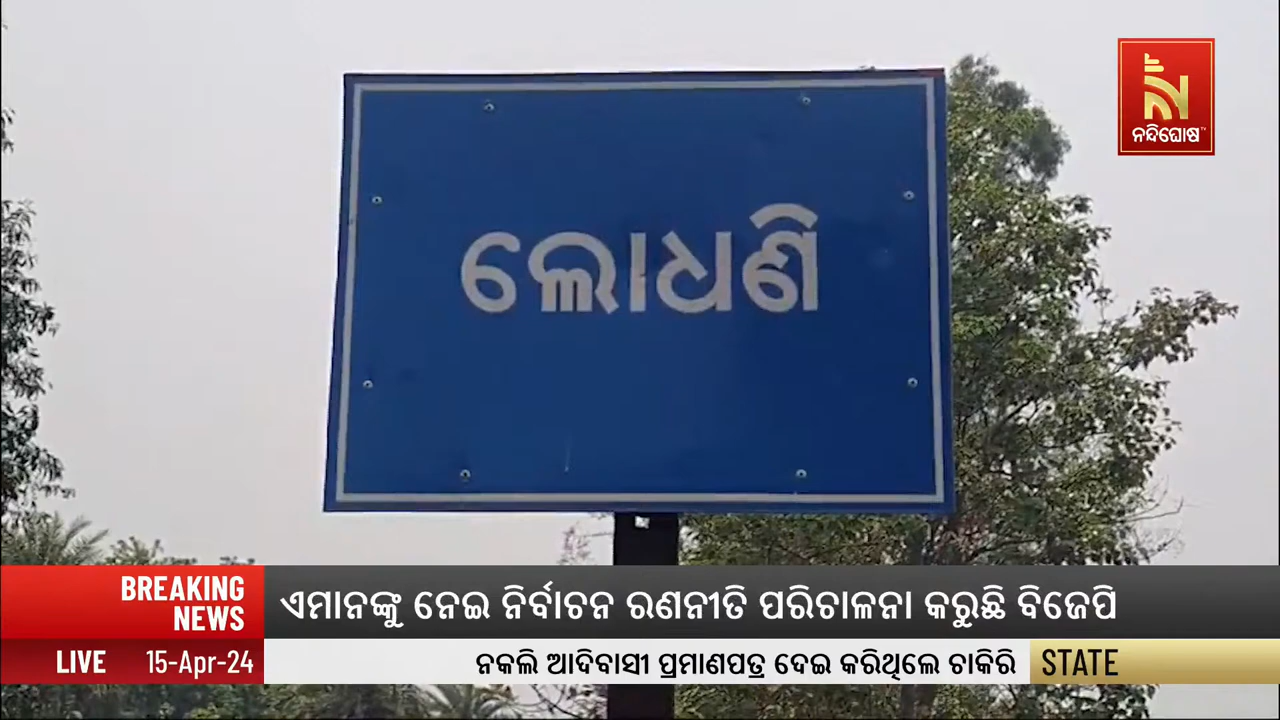 ନନ୍ଦିଘୋଷ TV
ଲୋଧଣି
BREAKING
NEWS
ଏମାନଙ୍କୁ ନେଇ ନିର୍ବାଚନ ରଣନୀତି ପରିଚାଳନା କରୁଛି ବିଜେପି
LIVE 15-Apr-24
ନକଲି ଆଦିବାସୀ ପ୍ରମାଣପତ୍ର ଦେଇ କରିଥିଲେ ଚାକିରି STATE